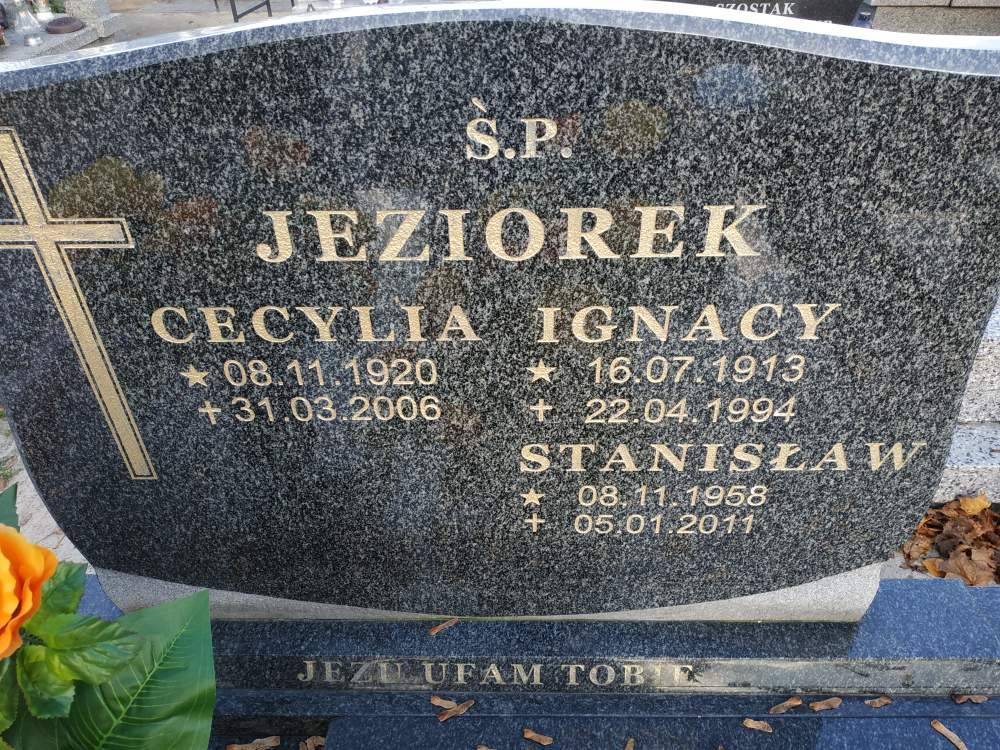 SZOSTAK
Ś.P.
JEZIOREK
CECYLIA IGNACY
★ 08.11.1920 ★ 16.07.1913
+ 31.03.2006 + 22.04.1994
STANISŁAW
★ 08.11.1958
+ 05.01.2011
JEZU UFAM TOBIE